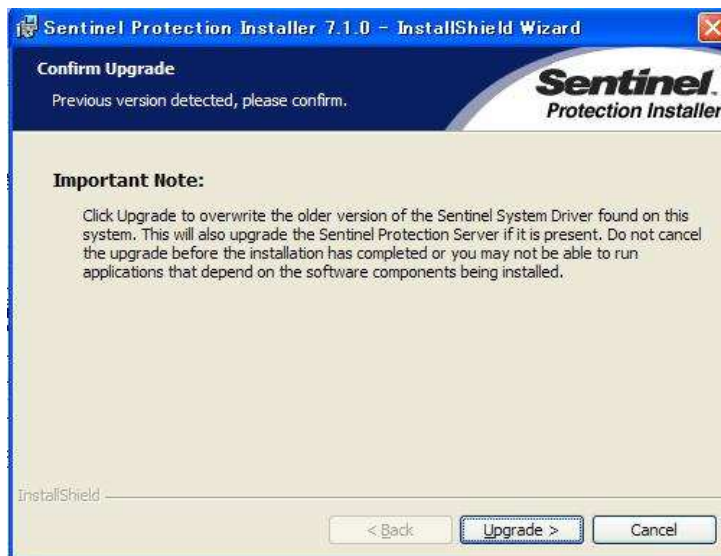 Sentinel Protection Installer 7.1.0 - InstallShield Wizard
Confirm Upgrade
Previous version detected, please confirm.
Sentinel.
Protection Installer
Important Note:
Click Upgrade to overwrite the older version of the Sentinel System Driver found on this
system. This will also upgrade the Sentinel Protection Server if it is present. Do not cancel
the upgrade before the installation has completed or you may not be able to run
applications that depend on the software components being installed.
InstallShield
< Back
Upgrade >
Cancel